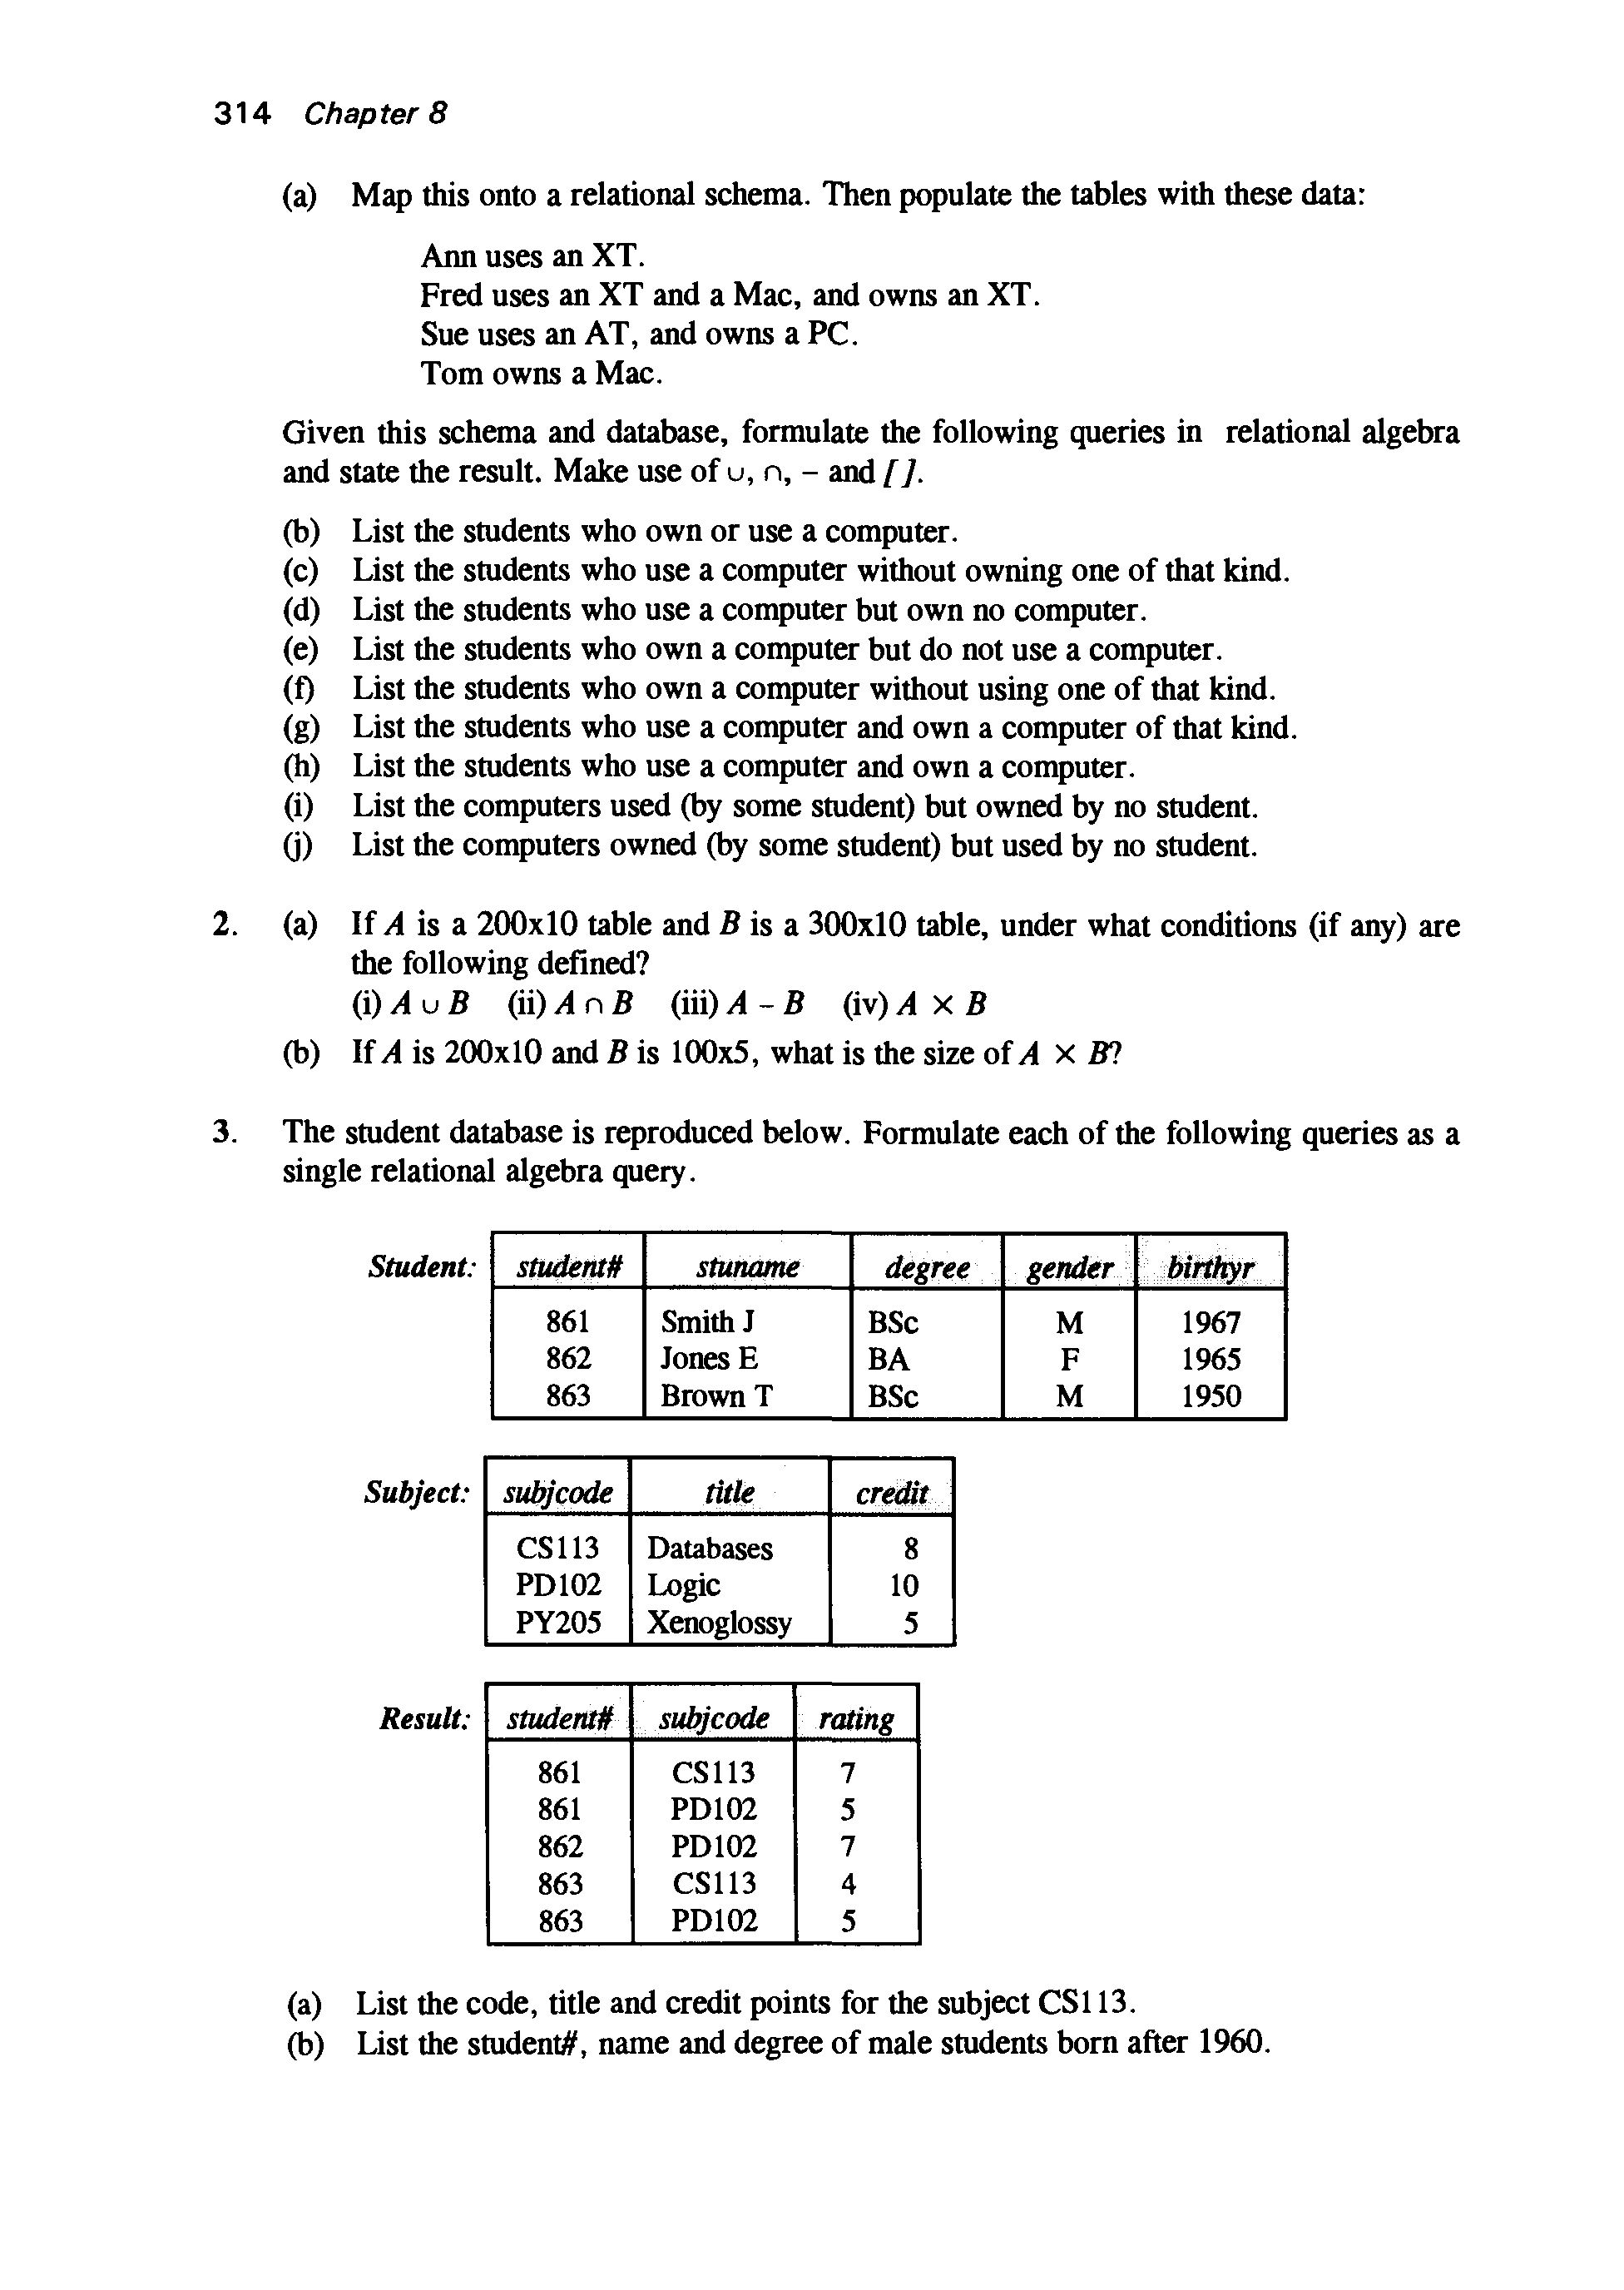 314 Chapter 8
(a) Map this onto a relational schema. Then populate the tables with these data:
Ann uses an XT.
Fred uses an XT and a Mac, and owns an XT.
Sue uses an AT, and owns a PC.
Tom owns a Mac.
Given this schema and database, formulate the following queries in relational algebra
and state the result. Make use of ∪, ∩, – and [ ].
(b) List the students who own or use a computer.
(c) List the students who use a computer without owning one of that kind.
(d) List the students who use a computer but own no computer.
(e) List the students who own a computer but do not use a computer.
(f) List the students who own a computer without using one of that kind.
(g) List the students who use a computer and own a computer of that kind.
(h) List the students who use a computer and own a computer.
(i) List the computers used (by some student) but owned by no student.
(j) List the computers owned (by some student) but used by no student.
2. (a) If A is a 200x10 table and B is a 300x10 table, under what conditions (if any) are
the following defined?
(i) A ∪ B (ii) A ∩ B (iii) A – B (iv) A × B
(b) If A is 200x10 and B is 100x5, what is the size of A × B?
3. The student database is reproduced below. Formulate each of the following queries as a
single relational algebra query.
Student: student# stuname degree gender birthyr
861 Smith J BSc M 1967
862 Jones E BA F 1965
863 Brown T BSc M 1950
Subject: subjcode title credit
CS113 Databases 8
PD102 Logic 10
PY205 Xenoglossy 5
Result: student# subjcode rating
861 CS113 7
861 PD102 5
862 PD102 7
863 CS113 4
863 PD102 5
(a) List the code, title and credit points for the subject CS113.
(b) List the student#, name and degree of male students born after 1960.